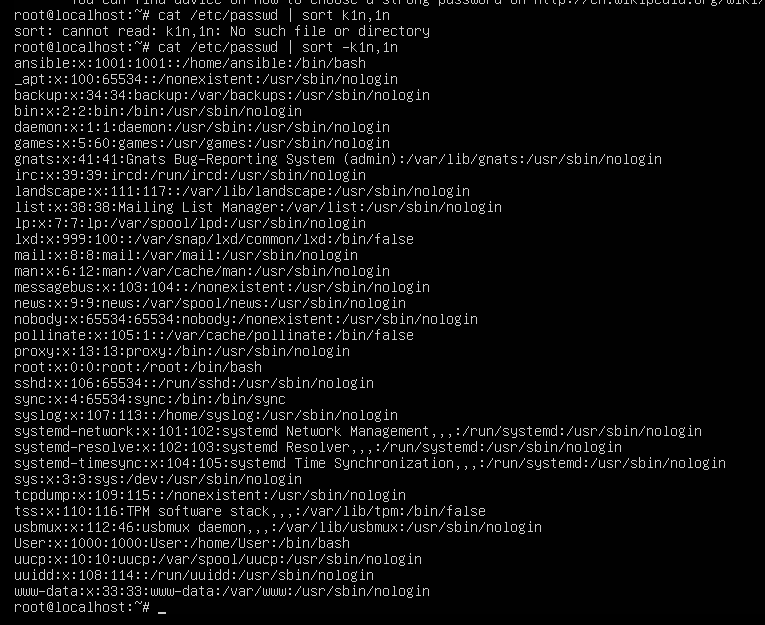 You can find advice on how to choose a strong password on http://en.wikipedia.org/wiki/
root@localhost:~# cat /etc/passwd | sort k1n,1n
sort: cannot read: k1n,1n: No such file or directory
root@localhost:~# cat /etc/passwd | sort -k1n,1n
ansible:x:1001:1001::/home/ansible:/bin/bash
_apt:x:100:65534::/nonexistent:/usr/sbin/nologin
backup:x:34:34:backup:/var/backups:/usr/sbin/nologin
bin:x:2:2:bin:/bin:/usr/sbin/nologin
daemon:x:1:1:daemon:/usr/sbin:/usr/sbin/nologin
games:x:5:60:games:/usr/games:/usr/sbin/nologin
gnats:x:41:41:Gnats Bug-Reporting System (admin):/var/lib/gnats:/usr/sbin/nologin
irc:x:39:39:ircd:/run/ircd:/usr/sbin/nologin
landscape:x:111:117::/var/lib/landscape:/usr/sbin/nologin
list:x:38:38:Mailing List Manager:/var/list:/usr/sbin/nologin
lp:x:7:7:lp:/var/spool/lpd:/usr/sbin/nologin
lxd:x:999:100::/var/snap/lxd/common/lxd:/bin/false
mail:x:8:8:mail:/var/mail:/usr/sbin/nologin
man:x:6:12:man:/var/cache/man:/usr/sbin/nologin
messagebus:x:103:104::/nonexistent:/usr/sbin/nologin
news:x:9:9:news:/var/spool/news:/usr/sbin/nologin
nobody:x:65534:65534:nobody:/nonexistent:/usr/sbin/nologin
pollinate:x:105:1::/var/cache/pollinate:/bin/false
proxy:x:13:13:proxy:/bin:/usr/sbin/nologin
root:x:0:0:root:/root:/bin/bash
sshd:x:106:65534::/run/sshd:/usr/sbin/nologin
sync:x:4:65534:sync:/bin:/bin/sync
syslog:x:107:113::/home/syslog:/usr/sbin/nologin
systemd-network:x:101:102:systemd Network Management,,,:/run/systemd:/usr/sbin/nologin
systemd-resolve:x:102:103:systemd Resolver,,,:/run/systemd:/usr/sbin/nologin
systemd-timesync:x:104:105:systemd Time Synchronization,,,:/run/systemd:/usr/sbin/nologin
sys:x:3:3:sys:/dev:/usr/sbin/nologin
tcpdump:x:109:115::/nonexistent:/usr/sbin/nologin
tss:x:110:116:TPM software stack,,,:/var/lib/tpm:/bin/false
usbmux:x:112:46:usbmux daemon,,,:/var/lib/usbmux:/usr/sbin/nologin
User:x:1000:1000:User:/home/User:/bin/bash
uucp:x:10:10:uucp:/var/spool/uucp:/usr/sbin/nologin
uuidd:x:108:114::/run/uuidd:/usr/sbin/nologin
www-data:x:33:33:www-data:/var/www:/usr/sbin/nologin
root@localhost:~# _